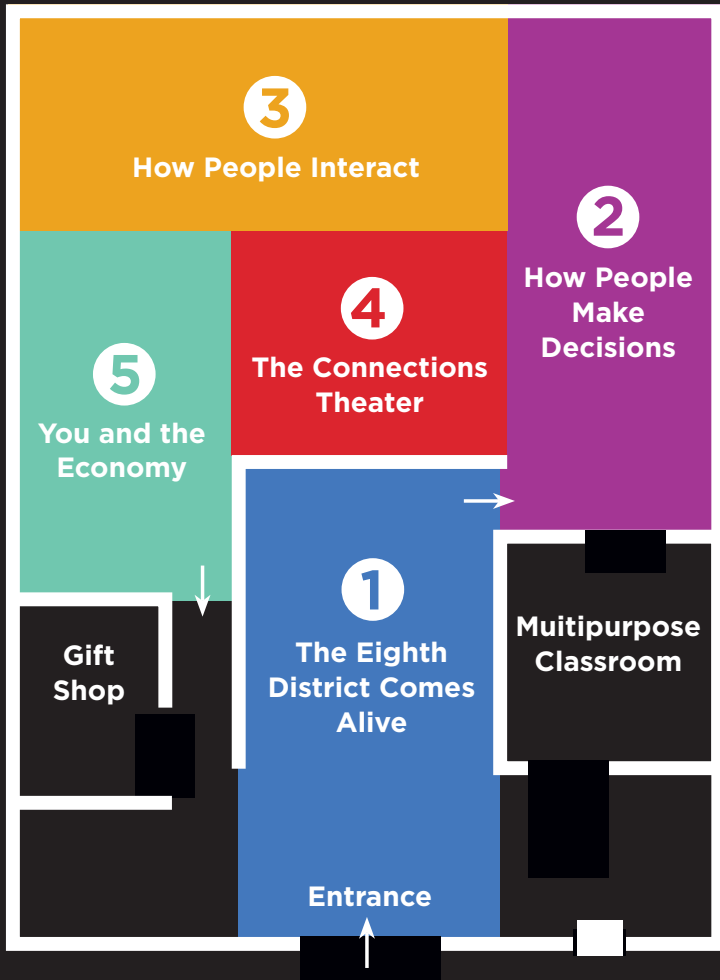 3
How People Interact
2
How People
Make
Decisions
4
The Connections
Theater
5
You and the
Economy
1
The Eighth
District Comes
Alive
Muitipurpose
Classroom
Gift
Shop
Entrance